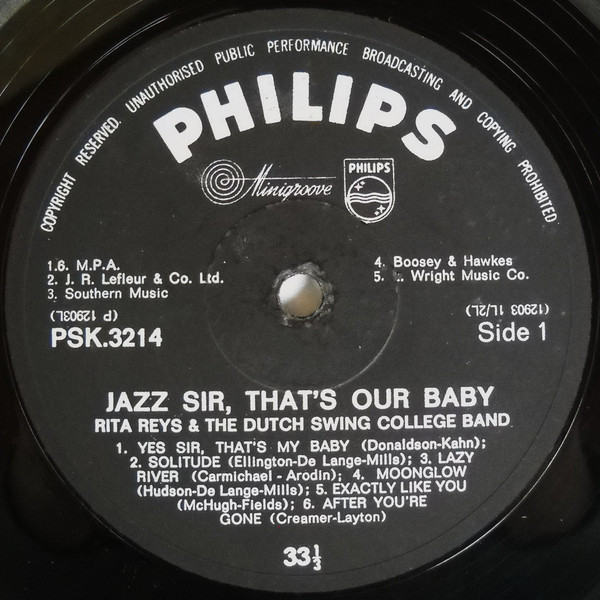 COPYRIGHT RESERVED. UNAUTHORISED PUBLIC PERFORMANCE BROADCASTING AND COPYING PROHIBITED
PHILIPS
Minigroove
PHILIPS
1.6. M.P.A.
2. J. R. Lefleur & Co. Ltd.
3. Southern Music
4. Boosey & Hawkes
5. Wright Music Co.
(P 12903L)
(12903 1L/2L)
PSK.3214
Side 1
JAZZ SIR, THAT'S OUR BABY
RITA REYS & THE DUTCH SWING COLLEGE BAND
1. YES SIR, THAT'S MY BABY (Donaldson-Kahn);
2. SOLITUDE (Ellington-De Lange-Mills); 3. LAZY
RIVER (Carmichael - Arodin); 4. MOONGLOW
(Hudson-De Lange-Mills); 5. EXACTLY LIKE YOU
(McHugh-Fields); 6. AFTER YOU'RE
GONE (Creamer-Layton)
33⅓